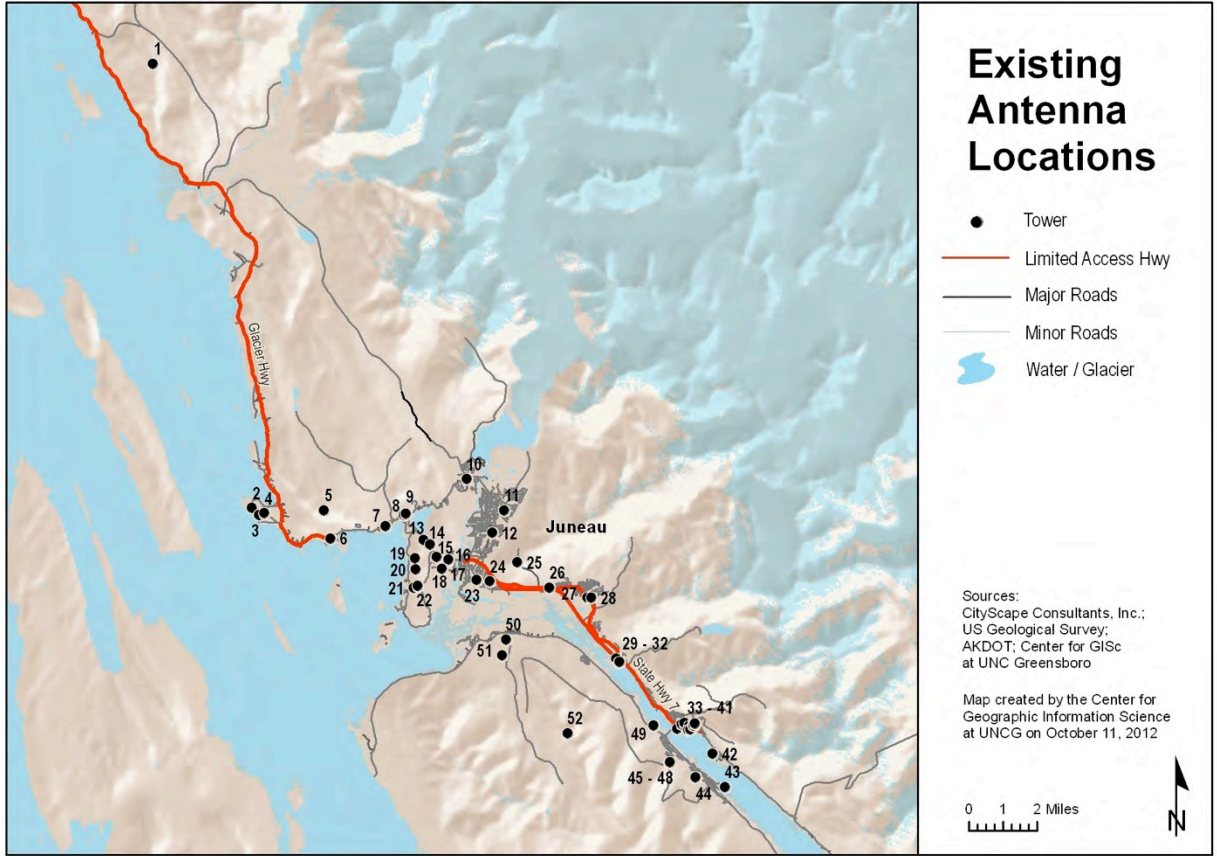 Existing
Antenna
Locations
Tower
Limited Access Hwy
Major Roads
Minor Roads
Water / Glacier
Sources:
CityScape Consultants, Inc.;
US Geological Survey;
AKDOT; Center for GISc
at UNC Greensboro
Map created by the Center for
Geographic Information Science
at UNCG on October 11, 2012
0 1 2 Miles
N
1
Glacier Hwy
2
4
3
5
6
7
8
9
10
11
12
Juneau
13
14
15
16
17
18
19
20
21
22
23
24
25
26
27
28
29 - 32
State Hwy 7
33 - 41
42
43
44
45 - 48
49
50
51
52